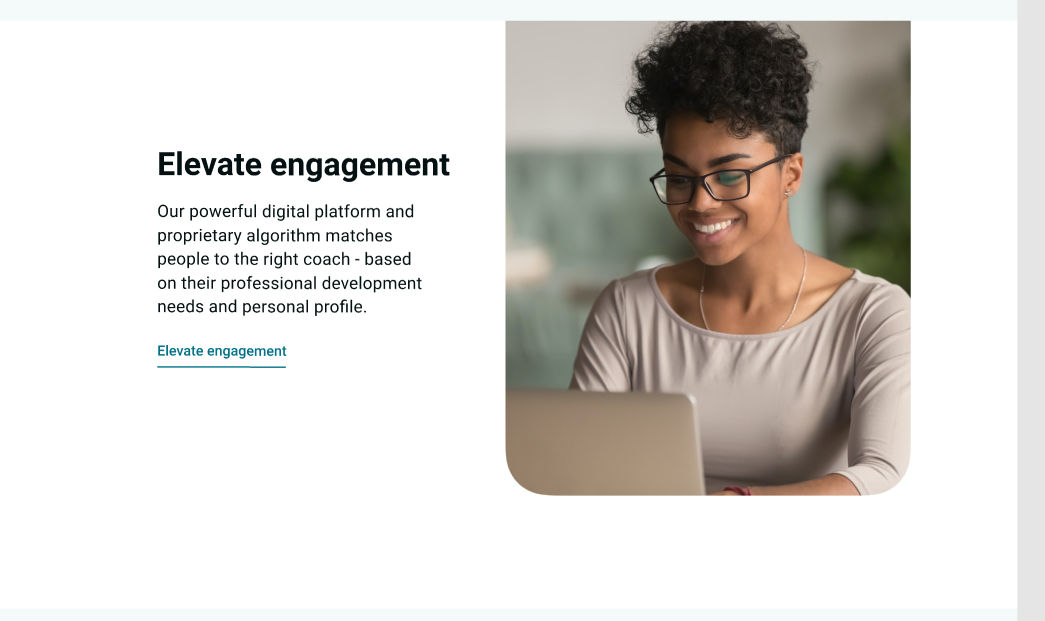 Elevate engagement
Our powerful digital platform and
proprietary algorithm matches
people to the right coach - based
on their professional development
needs and personal profile.
Elevate engagement